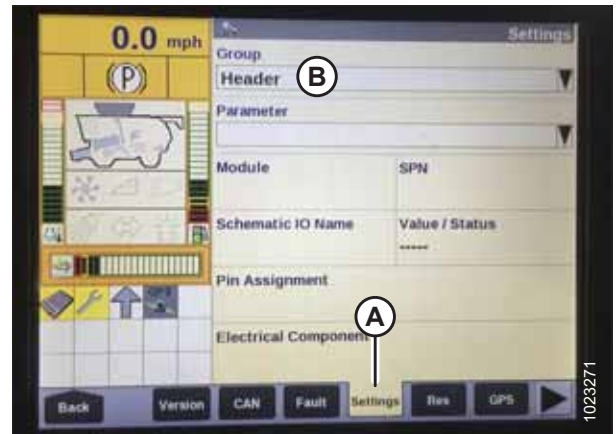 0.0 mph
(P)
Settings
Group
Header
B
Parameter
Module
SPN
Schematic IO Name
Value / Status
-----
Pin Assignment
A
Electrical Component
Back
Version
CAN
Fault
Settings
Res
GPS
1023271